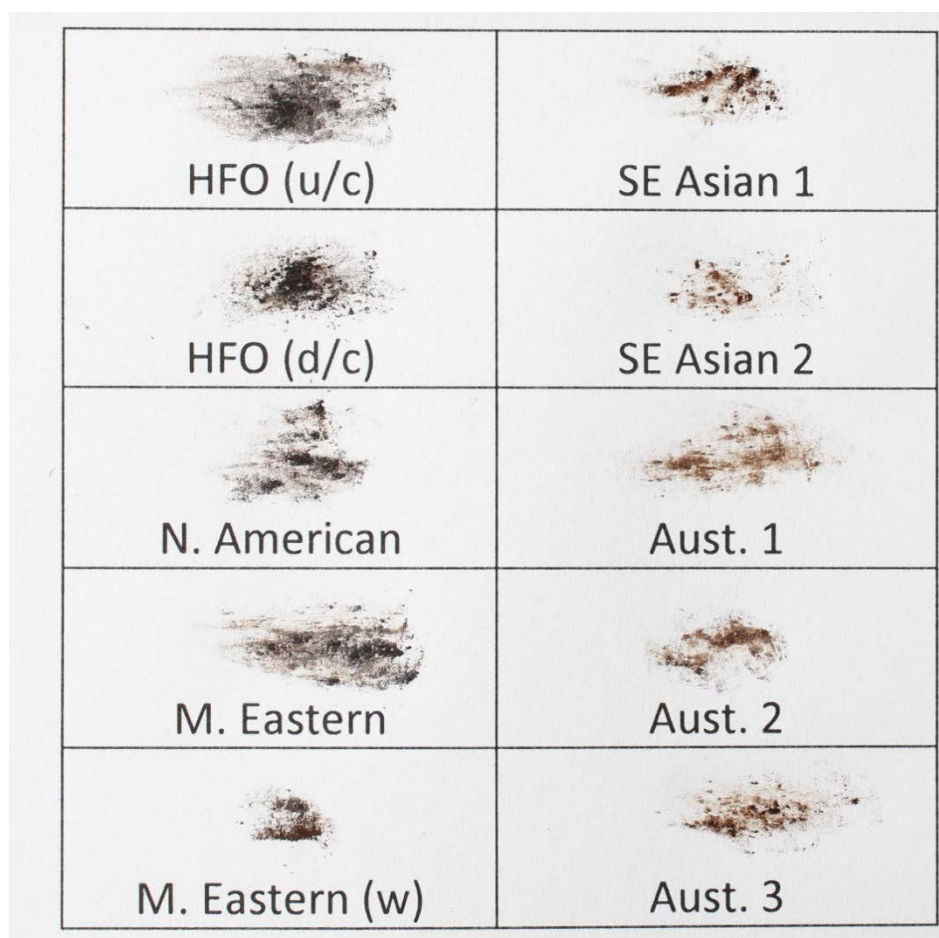 HFO (u/c)
SE Asian 1
HFO (d/c)
SE Asian 2
N. American
Aust. 1
M. Eastern
Aust. 2
M. Eastern (w)
Aust. 3